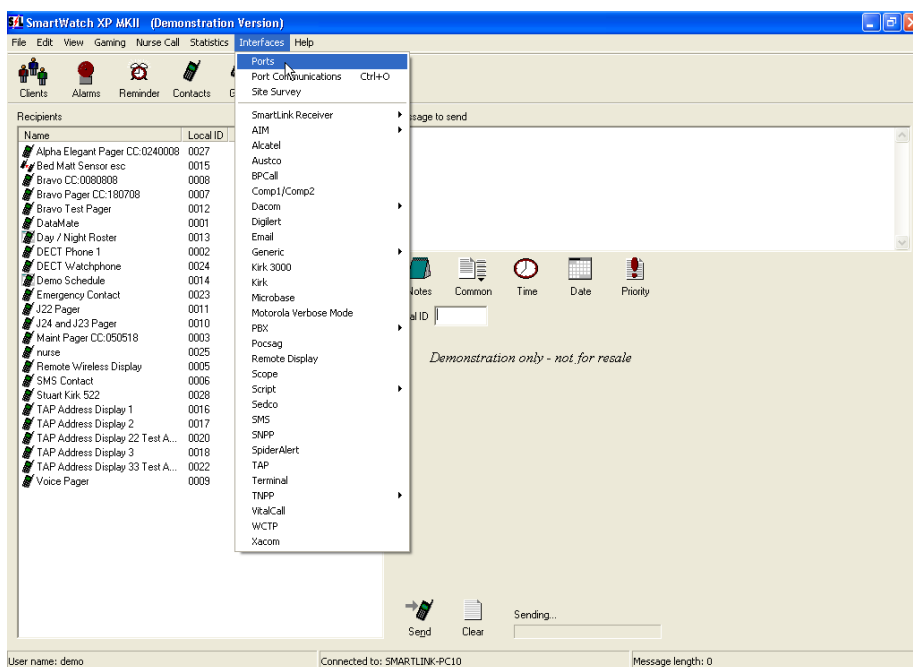 SmartWatch XP MKII (Demonstration Version)
File Edit View Gaming Nurse Call Statistics Interfaces Help
Clients Alarms Reminder Contacts
Ports
Port Communications Ctrl+O
Site Survey
SmartLink Receiver
AIM
Alcatel
Austco
BPCall
Comp1/Comp2
Dacom
Digilert
Email
Generic
Kirk 3000
Kirk
Microbase
Motorola Verbose Mode
PBX
Pocsag
Remote Display
Scope
Script
Sedco
SMS
SNPP
SpiderAlert
TAP
Terminal
TNPP
VitalCall
WCTP
Xacom
Recipients
Name Local ID
Alpha Elegant Pager CC:0240008 0027
Bed Matt Sensor esc 0015
Bravo CC:0080808 0008
Bravo Pager CC:180708 0007
Bravo Test Pager 0012
DataMate 0001
Day / Night Roster 0013
DECT Phone 1 0002
DECT Watchphone 0024
Demo Schedule 0014
Emergency Contact 0023
J22 Pager 0011
J24 and J23 Pager 0010
Maint Pager CC:050518 0003
nurse 0025
Remote Wireless Display 0005
SMS Contact 0006
Stuart Kirk 522 0028
TAP Address Display 1 0016
TAP Address Display 2 0017
TAP Address Display 22 Test A... 0020
TAP Address Display 3 0018
TAP Address Display 33 Test A... 0022
Voice Pager 0009
ssage to send
otes Common Time Date Priority
al ID
Demonstration only - not for resale
Send Clear Sending...
User name: demo Connected to: SMARTLINK-PC10 Message length: 0